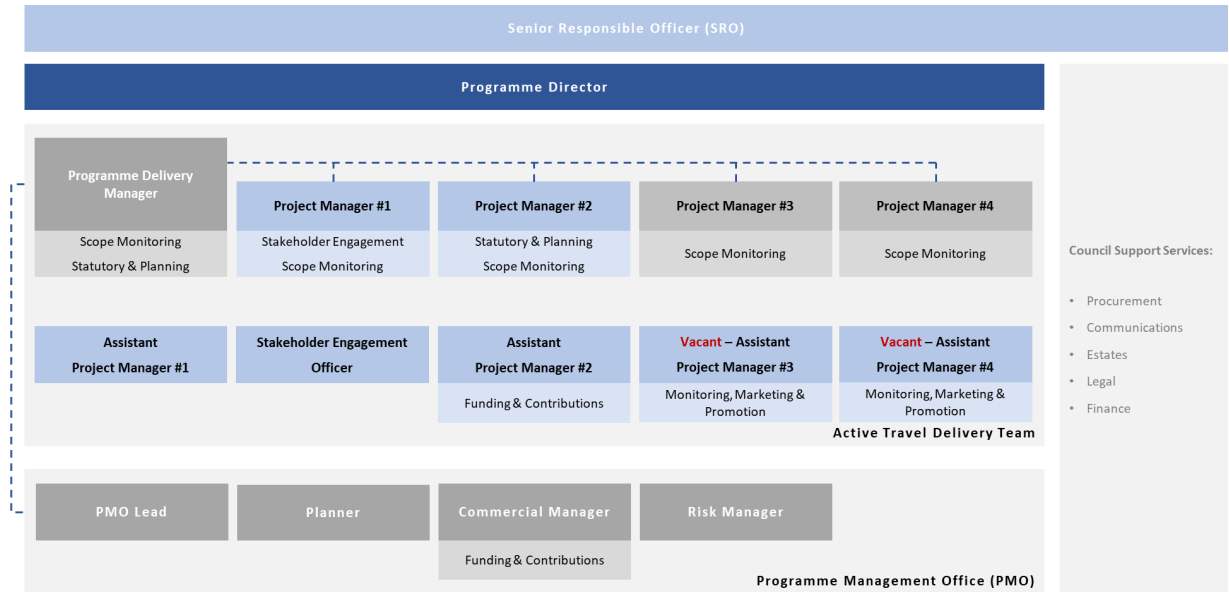 Senior Responsible Officer (SRO)
Programme Director
Programme Delivery
Manager
Scope Monitoring
Statutory & Planning
Project Manager #1
Stakeholder Engagement
Scope Monitoring
Project Manager #2
Statutory & Planning
Scope Monitoring
Project Manager #3
Scope Monitoring
Project Manager #4
Scope Monitoring
Assistant
Project Manager #1
Stakeholder Engagement
Officer
Assistant
Project Manager #2
Funding & Contributions
Vacant – Assistant
Project Manager #3
Monitoring, Marketing &
Promotion
Vacant – Assistant
Project Manager #4
Monitoring, Marketing &
Promotion
Active Travel Delivery Team
PMO Lead
Planner
Commercial Manager
Funding & Contributions
Risk Manager
Programme Management Office (PMO)
Council Support Services:
• Procurement
• Communications
• Estates
• Legal
• Finance